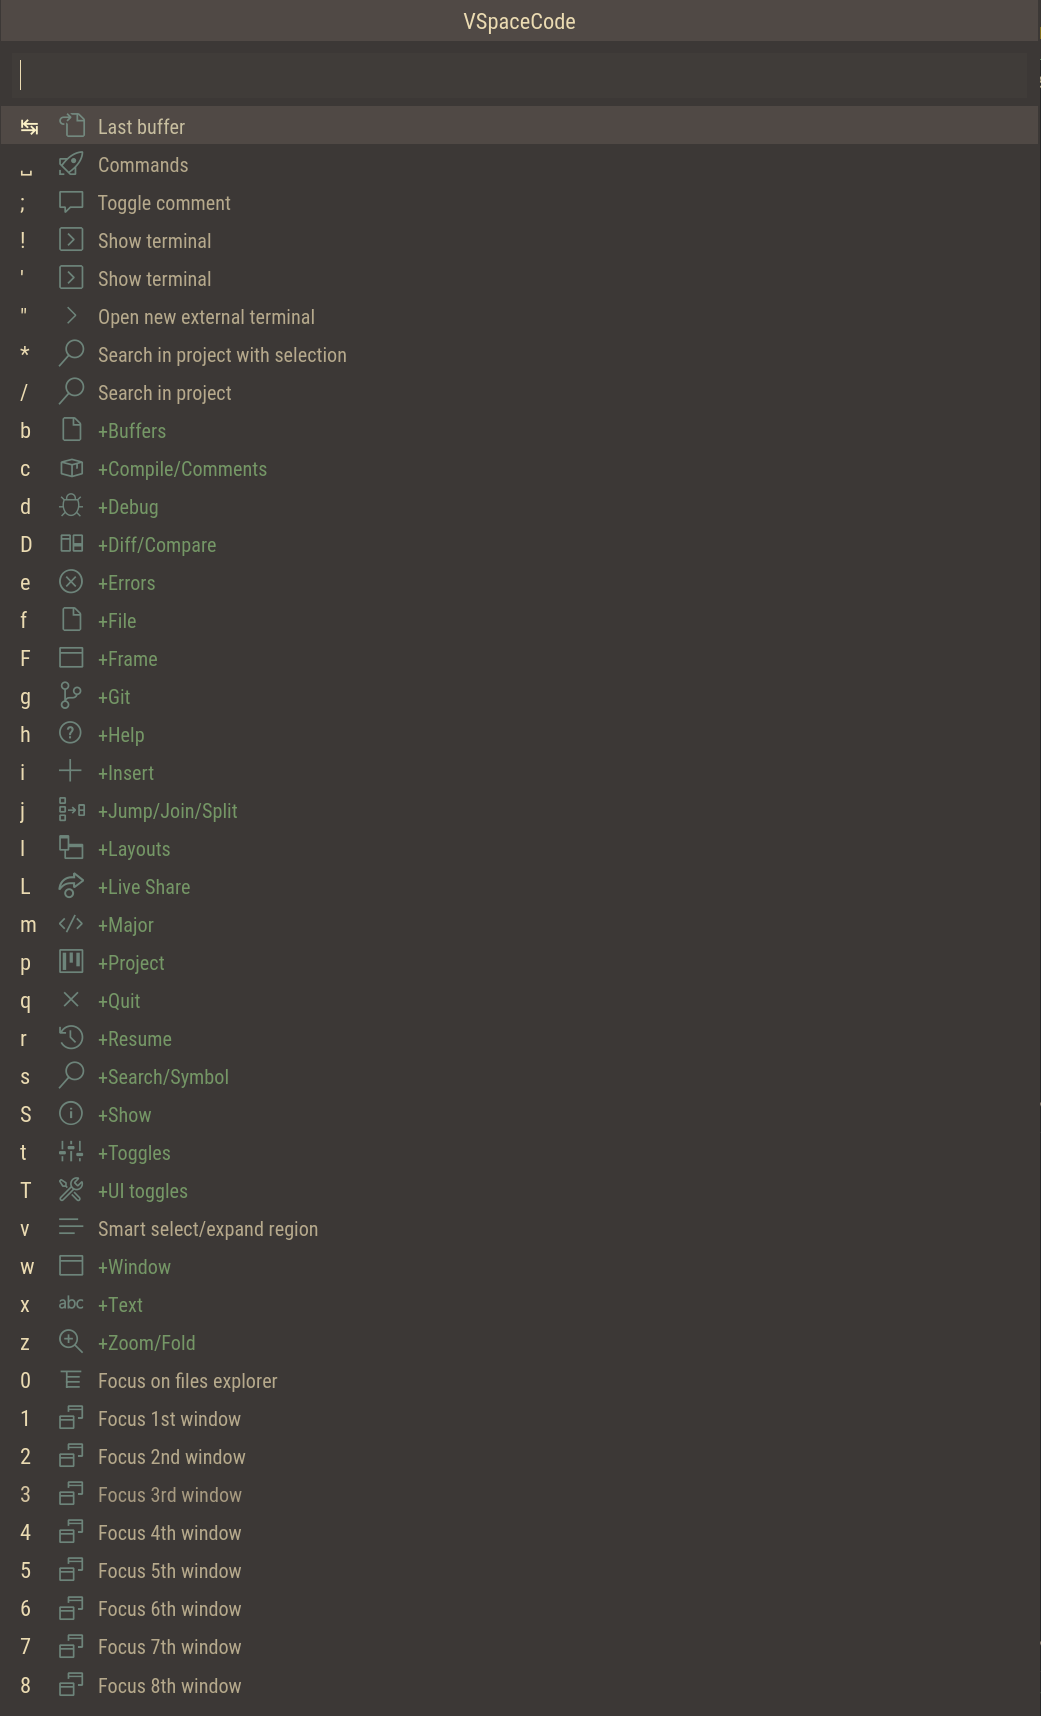 VSpaceCode
↹ Last buffer
␣ Commands
; Toggle comment
! Show terminal
' Show terminal
" Open new external terminal
* Search in project with selection
/ Search in project
b +Buffers
c +Compile/Comments
d +Debug
D +Diff/Compare
e +Errors
f +File
F +Frame
g +Git
h +Help
i +Insert
j +Jump/Join/Split
l +Layouts
L +Live Share
m +Major
p +Project
q +Quit
r +Resume
s +Search/Symbol
S +Show
t +Toggles
T +UI toggles
v Smart select/expand region
w +Window
x abc +Text
z +Zoom/Fold
0 Focus on files explorer
1 Focus 1st window
2 Focus 2nd window
3 Focus 3rd window
4 Focus 4th window
5 Focus 5th window
6 Focus 6th window
7 Focus 7th window
8 Focus 8th window